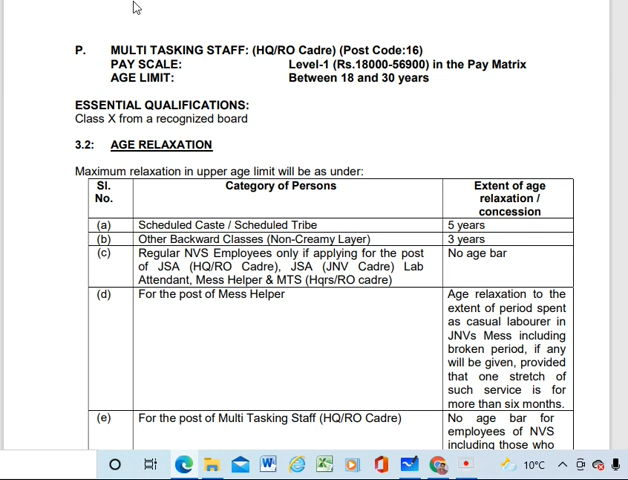 P. MULTI TASKING STAFF: (HQ/RO Cadre) (Post Code:16)
PAY SCALE: Level-1 (Rs.18000-56900) in the Pay Matrix
AGE LIMIT: Between 18 and 30 years
ESSENTIAL QUALIFICATIONS:
Class X from a recognized board
3.2: AGE RELAXATION
Maximum relaxation in upper age limit will be as under:
Sl. No. Category of Persons Extent of age relaxation / concession
(a) Scheduled Caste / Scheduled Tribe 5 years
(b) Other Backward Classes (Non-Creamy Layer) 3 years
(c) Regular NVS Employees only if applying for the post No age bar
of JSA (HQ/RO Cadre), JSA (JNV Cadre) Lab
Attendant, Mess Helper & MTS (Hqrs/RO cadre)
(d) For the post of Mess Helper Age relaxation to the
extent of period spent
as casual labourer in
JNVs Mess including
broken period, if any
will be given, provided
that one stretch of
such service is for
more than six months.
(e) For the post of Multi Tasking Staff (HQ/RO Cadre) No age bar for
employees of NVS
including those who
10°C